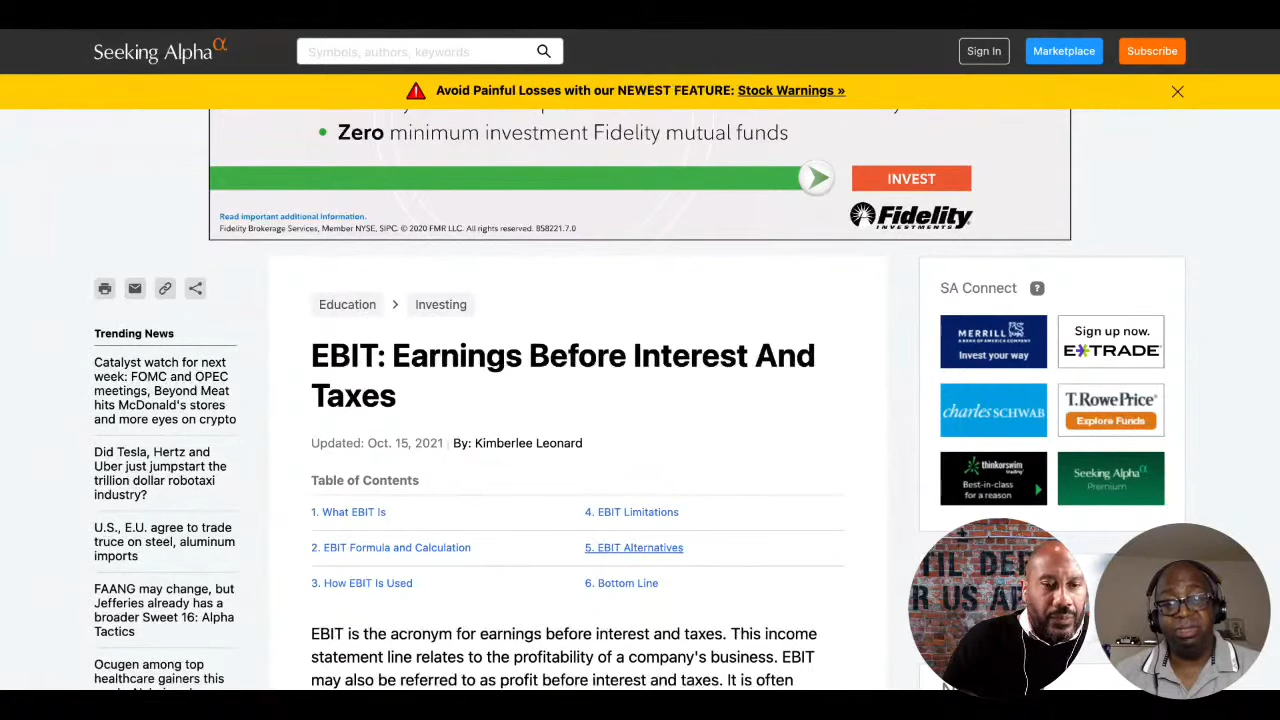 Seeking Alpha α
Symbols, authors, keywords
Sign In
Marketplace
Subscribe
Avoid Painful Losses with our NEWEST FEATURE: Stock Warnings »
• Zero minimum investment Fidelity mutual funds
INVEST
Read important additional information.
Fidelity Brokerage Services, Member NYSE, SIPC. © 2020 FMR LLC. All rights reserved. 858221.7.0
Fidelity
INVESTMENTS
Trending News
Catalyst watch for next
week: FOMC and OPEC
meetings, Beyond Meat
hits McDonald's stores
and more eyes on crypto
Did Tesla, Hertz and
Uber just jumpstart the
trillion dollar robotaxi
industry?
U.S., E.U. agree to trade
truce on steel, aluminum
imports
FAANG may change, but
Jefferies already has a
broader Sweet 16: Alpha
Tactics
Ocugen among top
healthcare gainers this
Education > Investing
EBIT: Earnings Before Interest And
Taxes
Updated: Oct. 15, 2021 | By: Kimberlee Leonard
Table of Contents
1. What EBIT Is
4. EBIT Limitations
2. EBIT Formula and Calculation
5. EBIT Alternatives
3. How EBIT Is Used
6. Bottom Line
EBIT is the acronym for earnings before interest and taxes. This income
statement line relates to the profitability of a company's business. EBIT
may also be referred to as profit before interest and taxes. It is often
SA Connect ?
MERRILL
A BANK OF AMERICA COMPANY
Invest your way
Sign up now.
E*TRADE
charles SCHWAB
T.RowePrice
Explore Funds
thinkorswim
trading
Best-in-class
for a reason
Seeking Alpha α
Premium